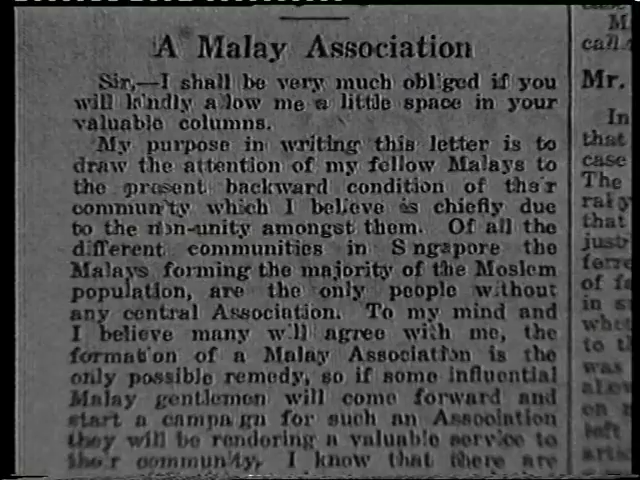 A Malay Association
Sir,—I shall be very much obliged if you
will kindly allow me a little space in your
valuable columns.
My purpose in writing this letter is to
draw the attention of my fellow Malays to
the present backward condition of their
community which I believe is chiefly due
to the non-unity amongst them. Of all the
different communities in Singapore the
Malays forming the majority of the Moslem
population, are the only people without
any central Association. To my mind and
I believe many will agree with me, the
formation of a Malay Association is the
only possible remedy, so if some influential
Malay gentlemen will come forward and
start a campaign for such an Association
they will be rendering a valuable service to
their community. I know that there are
call
Mr.
In
that
case
The
that
of
in
to
was
on
left